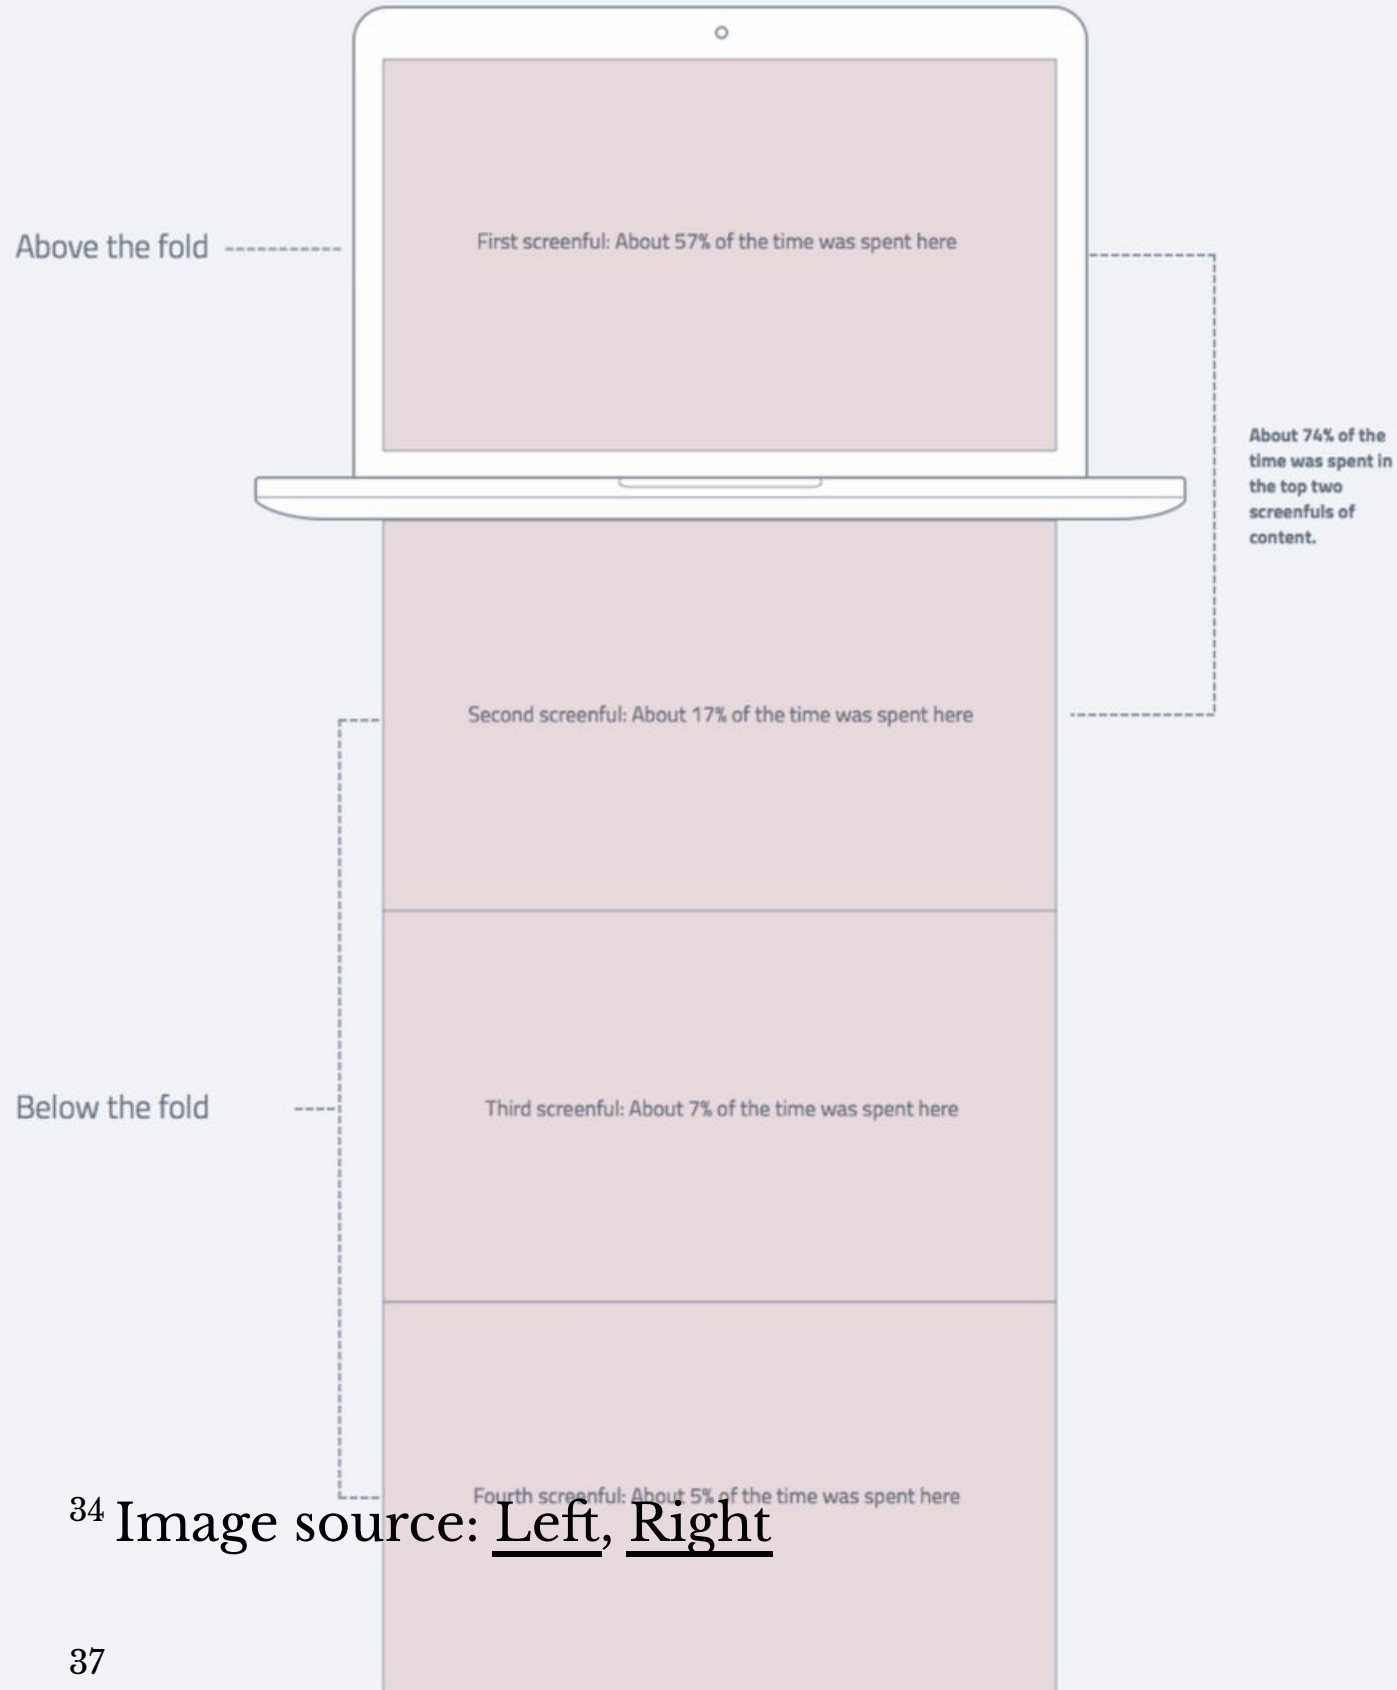 Above the fold
First screenful: About 57% of the time was spent here
About 74% of the
time was spent in
the top two
screenfuls of
content.
Second screenful: About 17% of the time was spent here
Below the fold
Third screenful: About 7% of the time was spent here
Fourth screenful: About 5% of the time was spent here
34 Image source: Left, Right
37